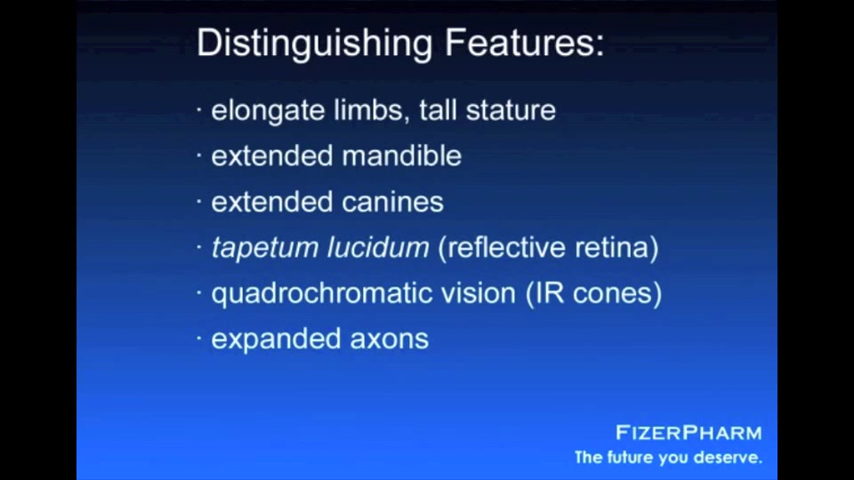 Distinguishing Features:
· elongate limbs, tall stature
· extended mandible
· extended canines
· tapetum lucidum (reflective retina)
· quadrochromatic vision (IR cones)
· expanded axons
FIZERPHARM
The future you deserve.